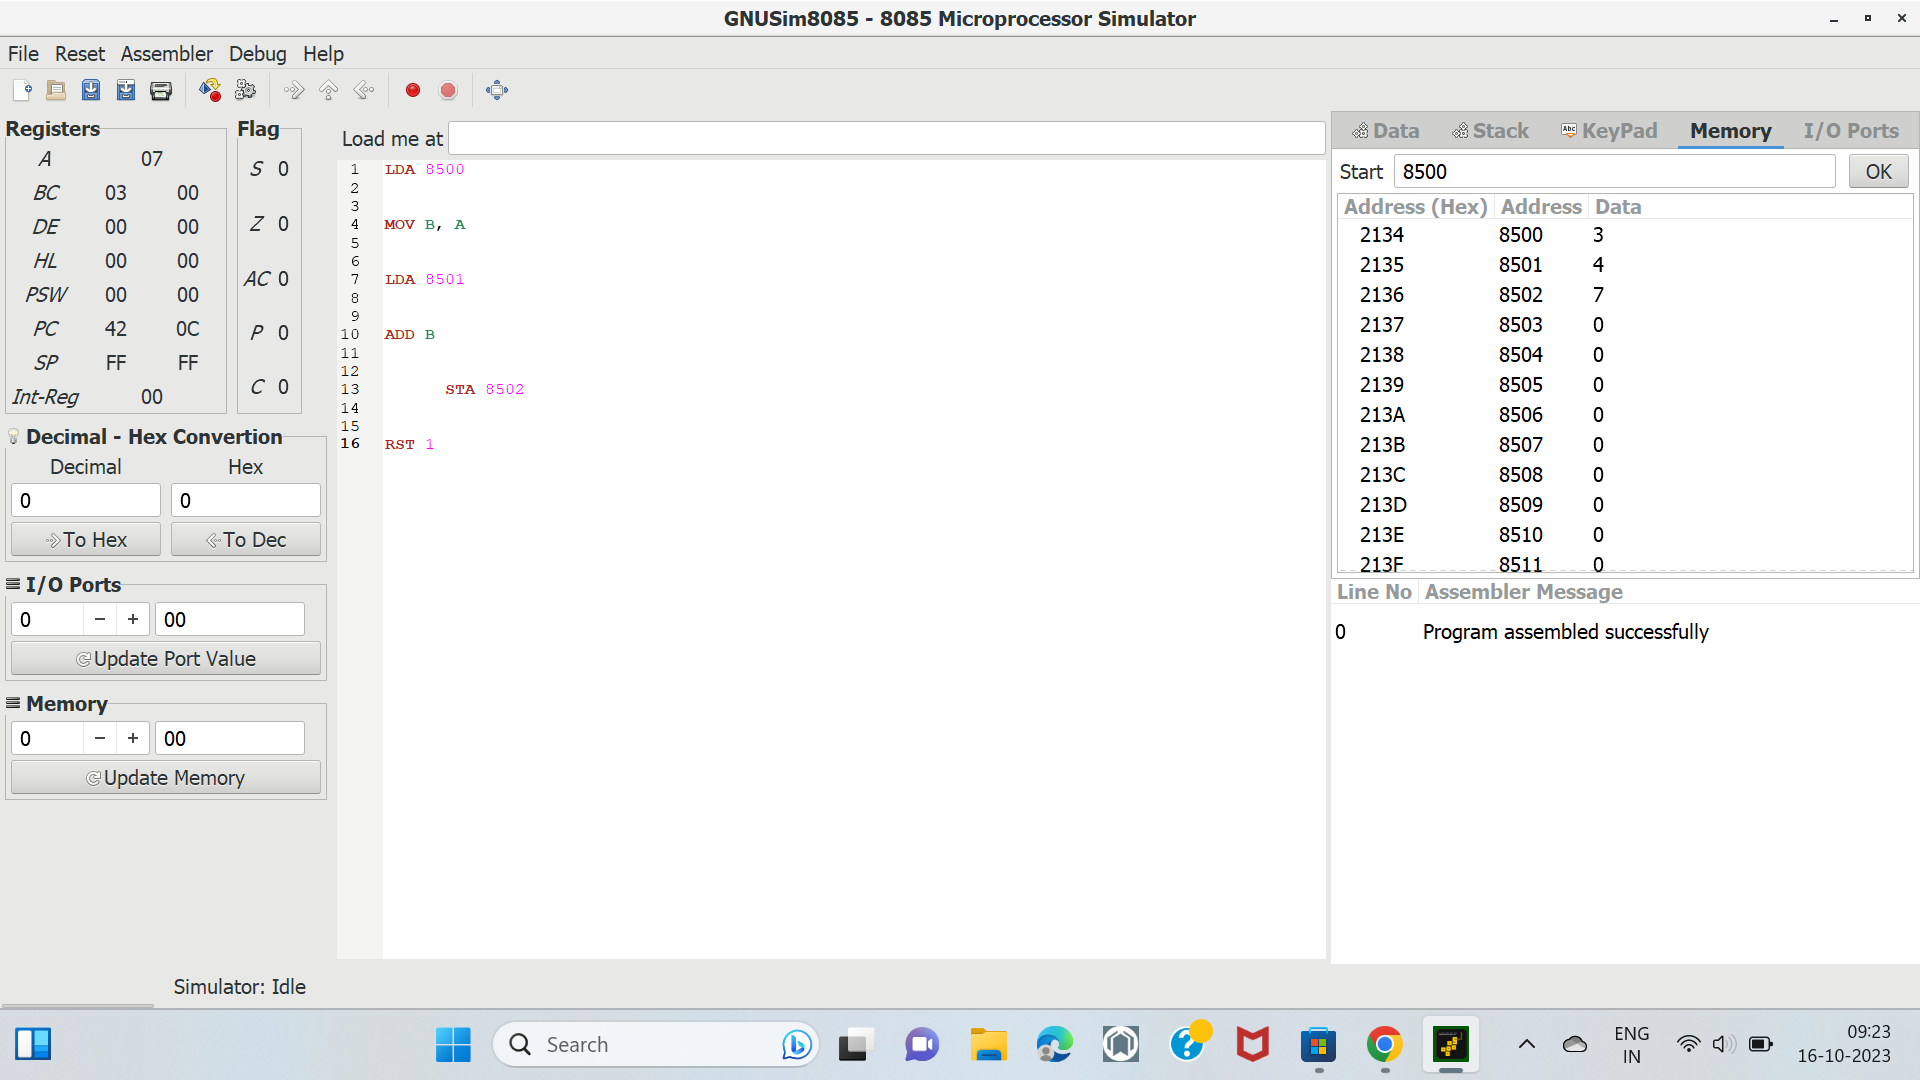 GNUSim8085 - 8085 Microprocessor Simulator
File Reset Assembler Debug Help
Registers
A 07
BC 03 00
DE 00 00
HL 00 00
PSW 00 00
PC 42 0C
SP FF FF
Int-Reg 00
Flag
S 0
Z 0
AC 0
P 0
C 0
Decimal - Hex Convertion
Decimal Hex
0 0
To Hex To Dec
I/O Ports
0 − + 00
Update Port Value
Memory
0 − + 00
Update Memory
Simulator: Idle
Load me at
1 LDA 8500
2
3
4 MOV B, A
5
6
7 LDA 8501
8
9
10 ADD B
11
12
13 STA 8502
14
15
16 RST 1
Data Stack Abc KeyPad Memory I/O Ports
Start 8500 OK
Address (Hex) Address Data
2134 8500 3
2135 8501 4
2136 8502 7
2137 8503 0
2138 8504 0
2139 8505 0
213A 8506 0
213B 8507 0
213C 8508 0
213D 8509 0
213E 8510 0
213F 8511 0
Line No Assembler Message
0 Program assembled successfully
Search
ENG
IN
09:23
16-10-2023